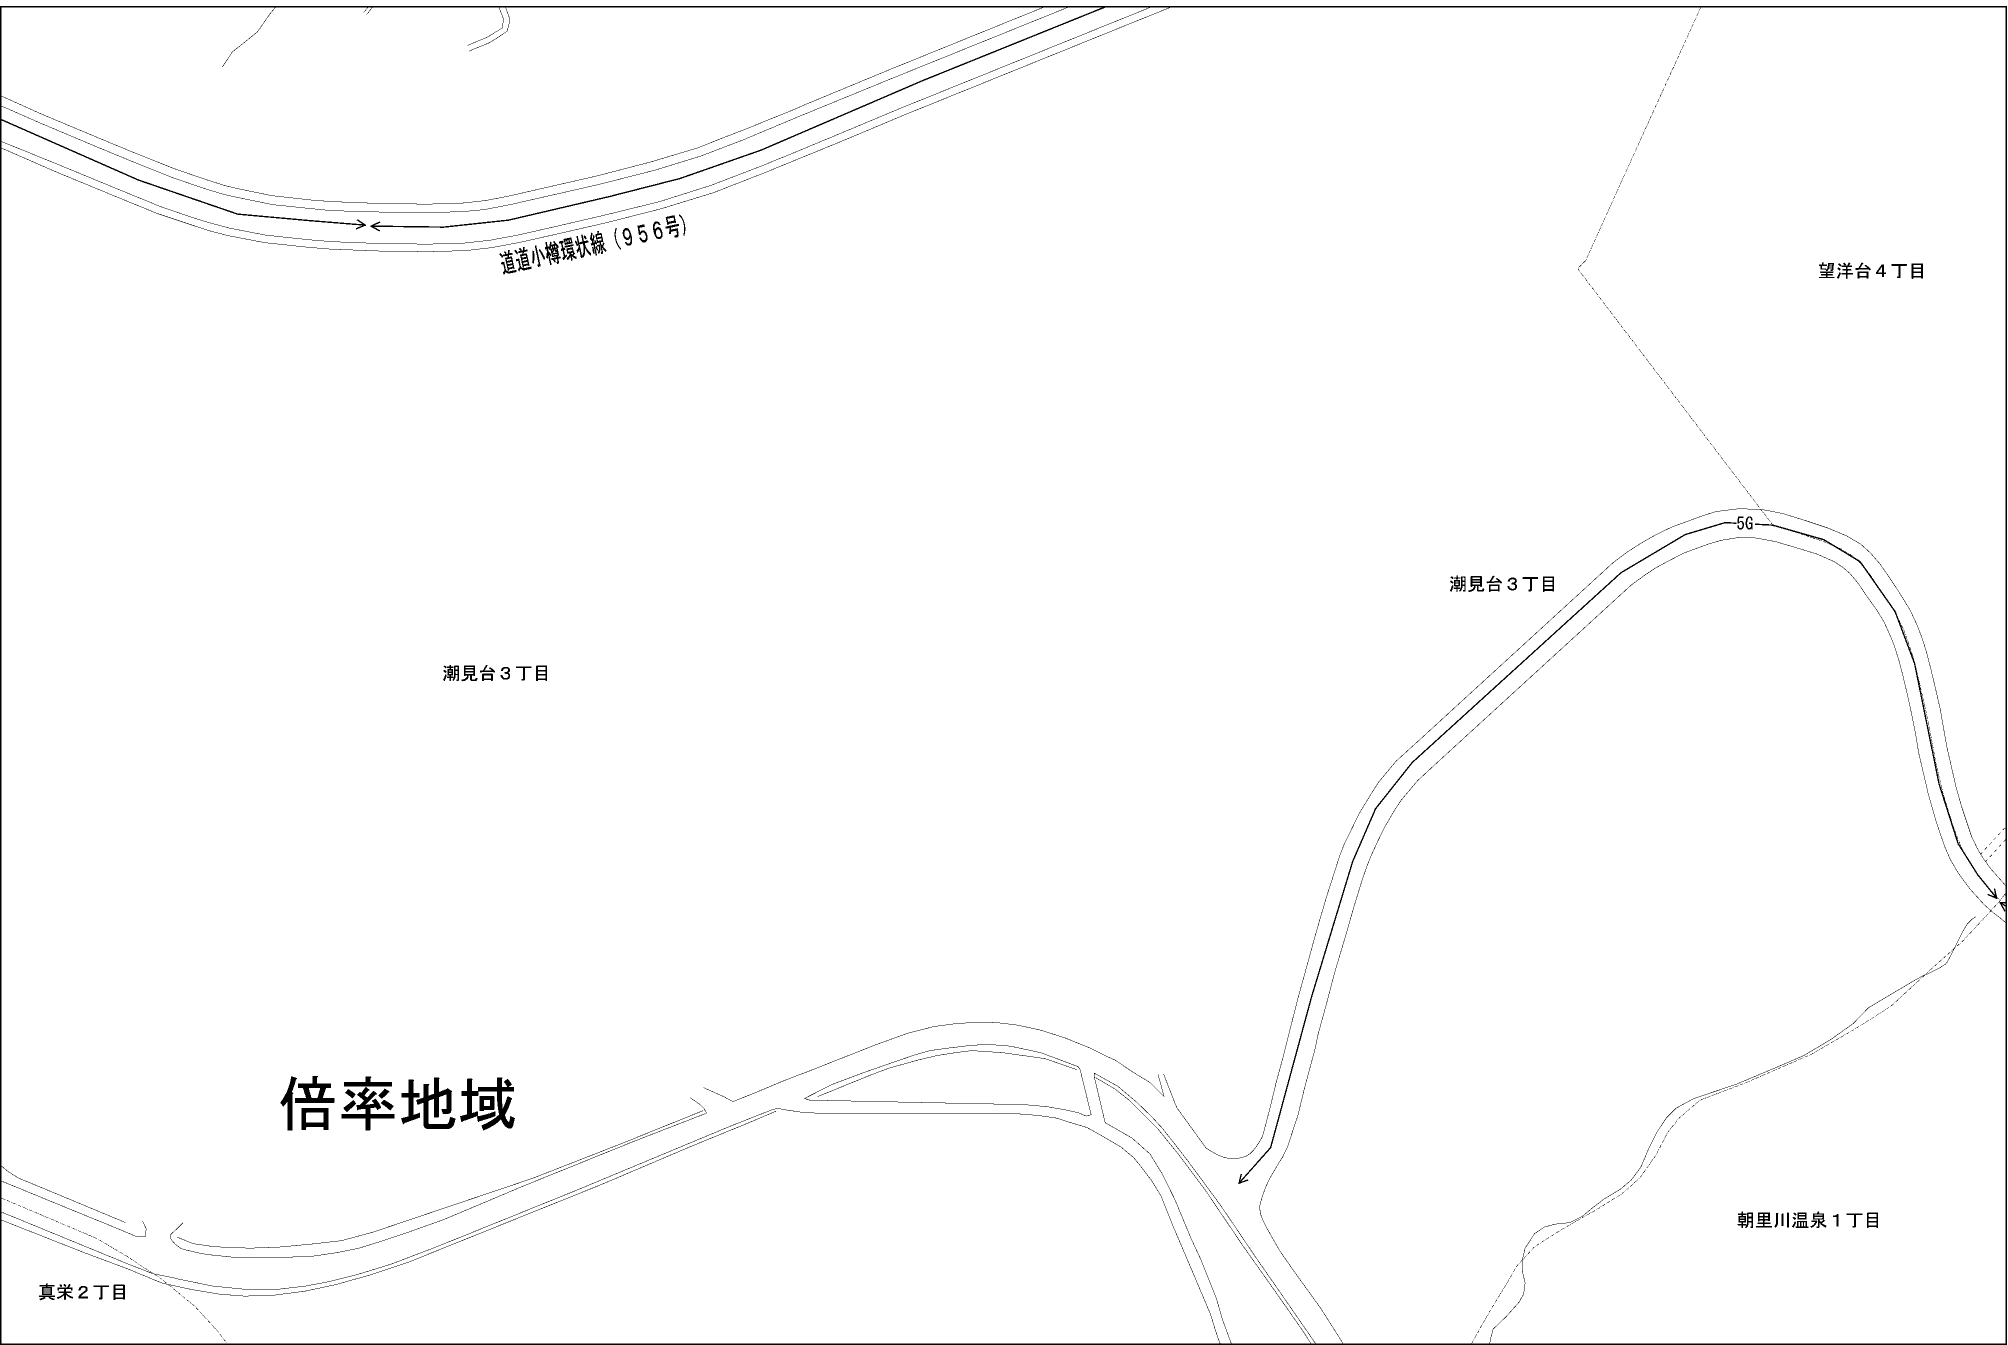 道道小樽環状線（９５６号）
望洋台４丁目
5G
潮見台３丁目
潮見台３丁目
倍率地域
朝里川温泉１丁目
真栄２丁目